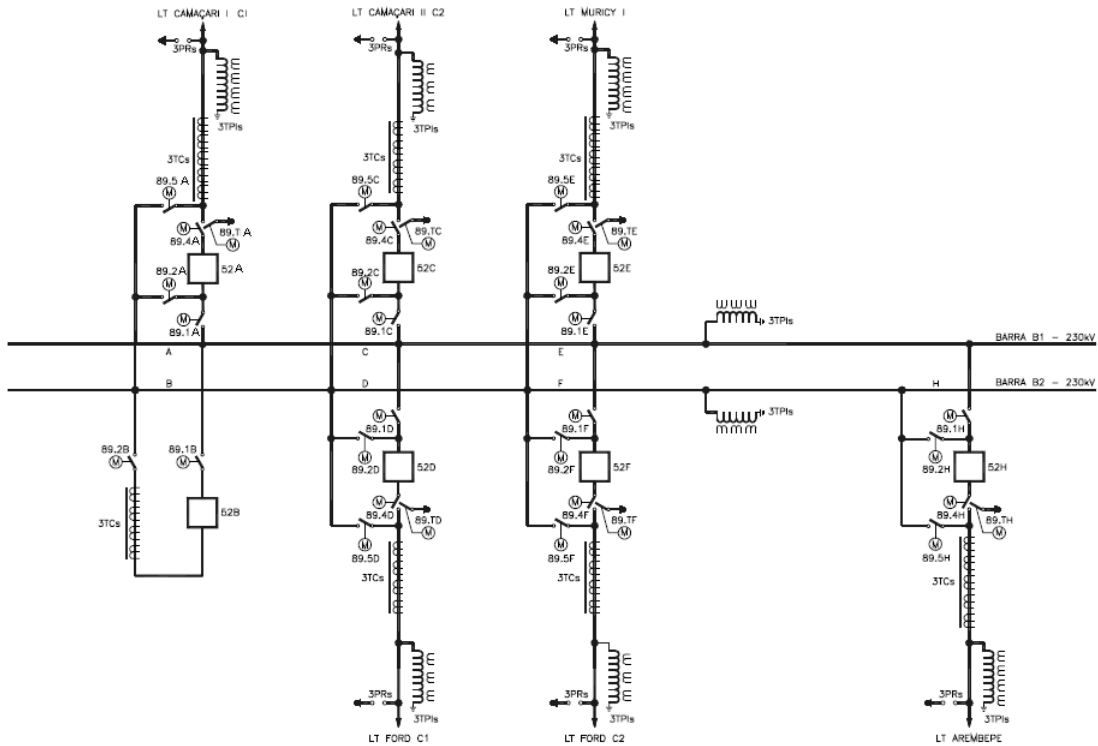 LT CAMAÇARI I C1
LT CAMAÇARI II C2
LT MURICY I
3PRs
3PRs
3PRs
3TPIs
3TPIs
3TPIs
3TCs
3TCs
3TCs
89.5 A
89.5C
89.5E
M
M
M
M
89.T A
M
M
89.TC
M
M
89.TE
M
89.4A
89.4C
89.4E
89.2A
52A
89.2C
52C
89.2E
52E
M
M
M
M
89.1A
M
89.1C
M
89.1E
3TPIs
BARRA B1 - 230kV
A
C
E
B
D
F
H
BARRA B2 - 230kV
3TPIs
M
89.1D
M
89.1F
M
89.1H
89.2B
M
89.1B
M
M
89.2D
M
89.2F
M
89.2H
52D
52F
52H
52B
3TCs
M
89.4D
89.TD
M
M
89.4F
89.TF
M
M
89.4H
89.TH
M
M
89.5D
M
89.5F
M
89.5H
3TCs
3TCs
3TCs
3PRs
3PRs
3PRs
3TPIs
3TPIs
3TPIs
LT FORD C1
LT FORD C2
LT AREMBEPE